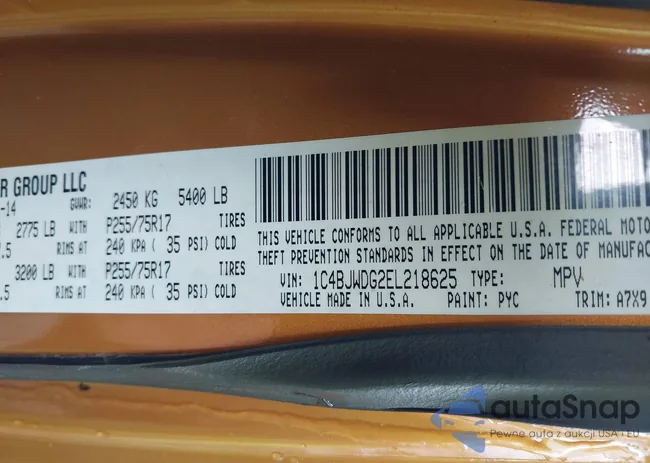 R GROUP LLC
-14 GVWR: 2450 KG 5400 LB
2775 LB WITH P255/75R17 TIRES
.5 RIMS AT 240 KPA ( 35 PSI) COLD
3200 LB WITH P255/75R17 TIRES
.5 RIMS AT 240 KPA ( 35 PSI) COLD
THIS VEHICLE CONFORMS TO ALL APPLICABLE U.S.A. FEDERAL MOTO
THEFT PREVENTION STANDARDS IN EFFECT ON THE DATE OF MANUFAC
VIN: 1C4BJWDG2EL218625 TYPE: MPV
VEHICLE MADE IN U.S.A. PAINT: PYC TRIM: A7X9
autaSnap
Pewne auta z aukcji USA i EU